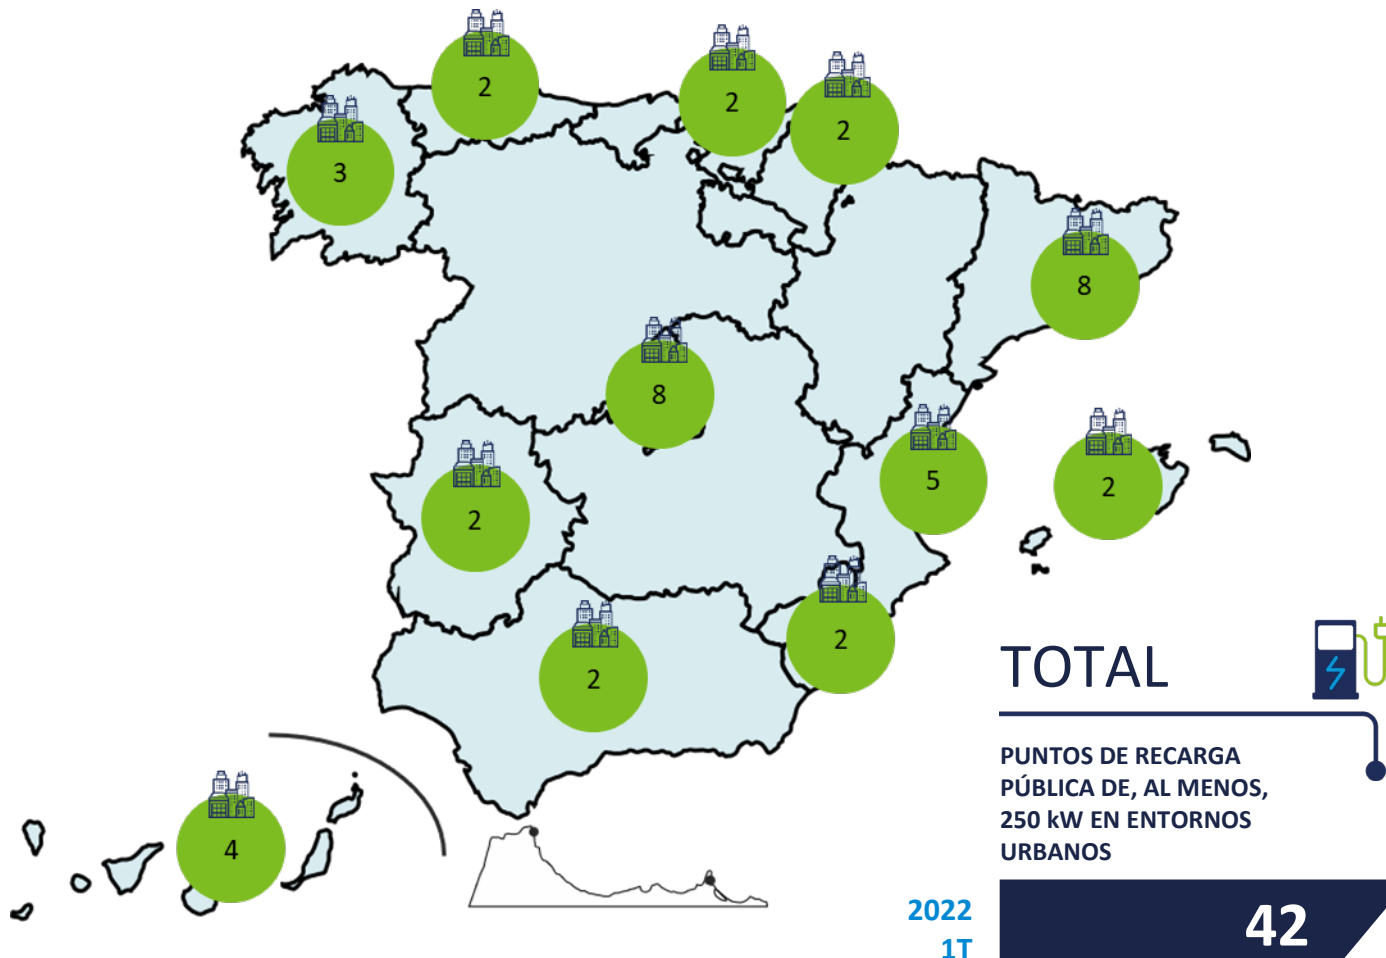 2
2
2
3
8
8
5
2
2
2
2
4
TOTAL
PUNTOS DE RECARGA
PÚBLICA DE, AL MENOS,
250 kW EN ENTORNOS
URBANOS
2022
1T
42